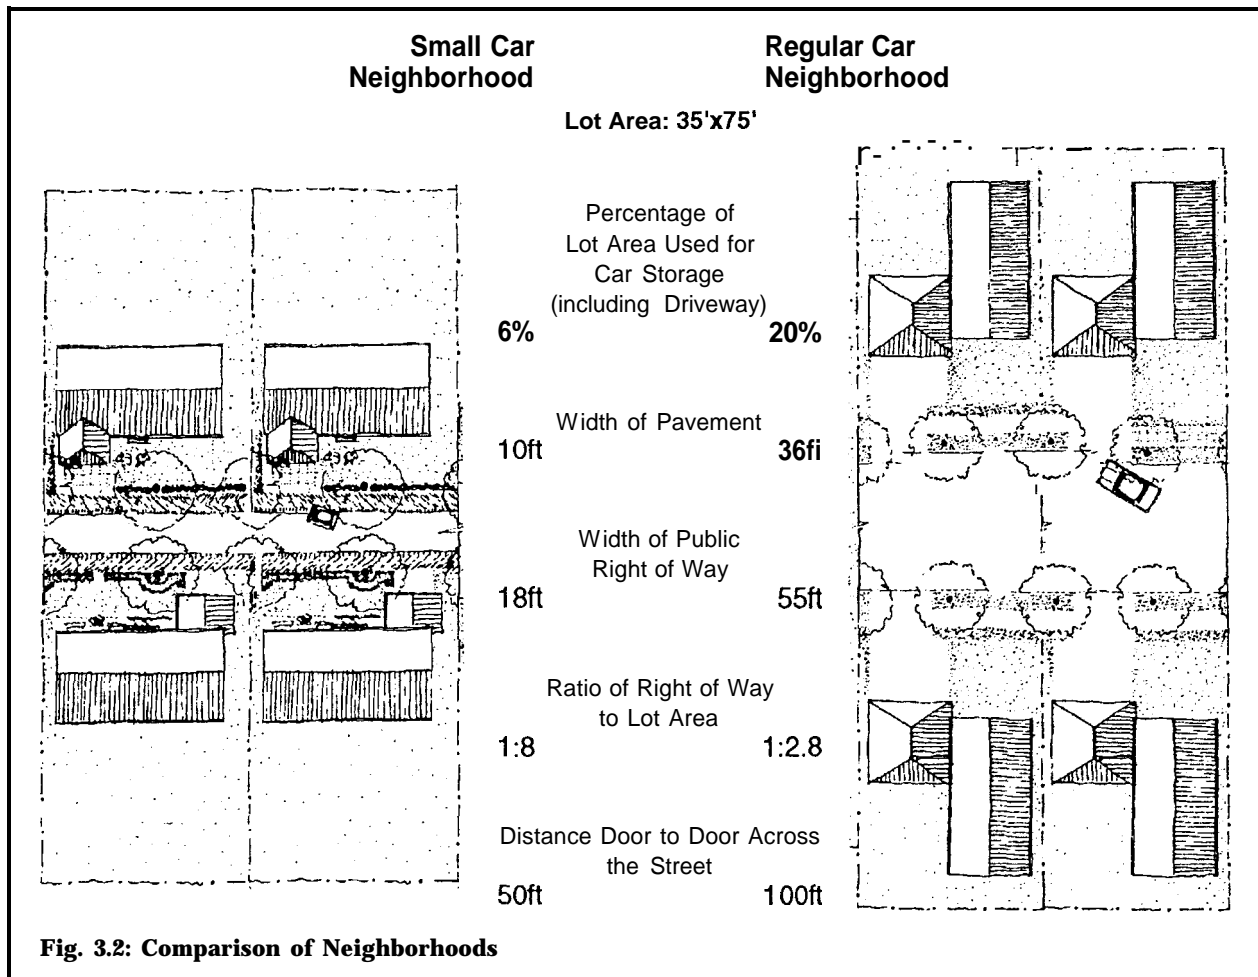 Small Car
Neighborhood
Regular Car
Neighborhood
Lot Area: 35'x75'
Percentage of
Lot Area Used for
Car Storage
(including Driveway)
6%
20%
Width of Pavement
10ft
36fi
Width of Public
Right of Way
18ft
55ft
Ratio of Right of Way
to Lot Area
1:8
1:2.8
Distance Door to Door Across
the Street
50ft
100ft
Fig. 3.2: Comparison of Neighborhoods